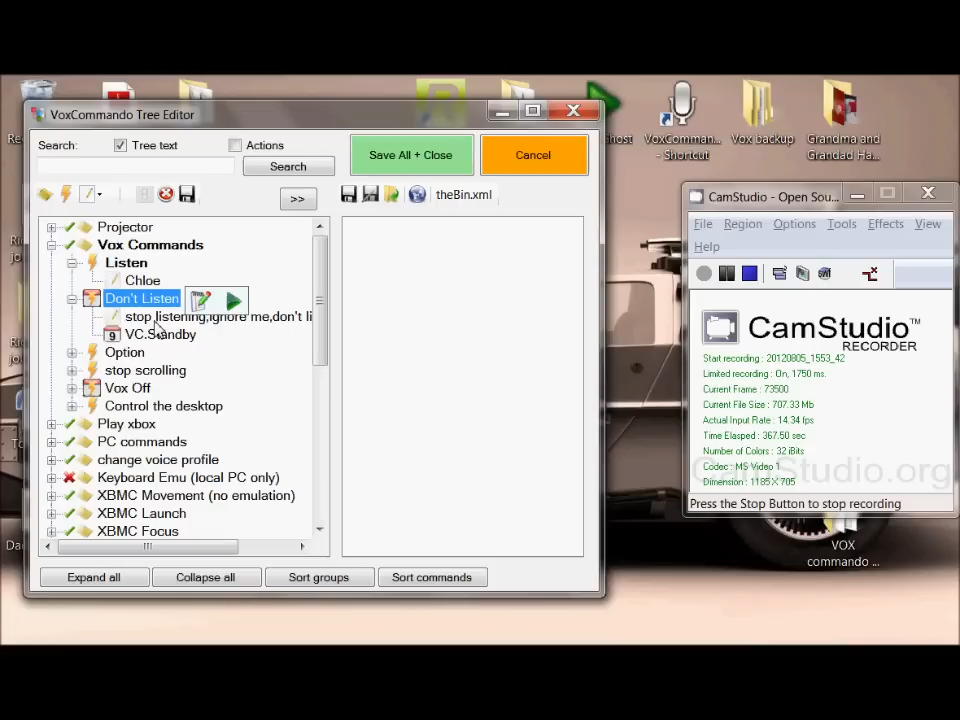 VoxCommando Tree Editor
Search:
Tree text
Actions
Search
Save All + Close
Cancel
>>
theBin.xml
Projector
Vox Commands
Listen
Chloe
Don't Listen
stop listening,ignore me,don't li
9
VC.Standby
Option
stop scrolling
Vox Off
Control the desktop
Play xbox
PC commands
change voice profile
Keyboard Emu (local PC only)
XBMC Movement (no emulation)
XBMC Launch
XBMC Focus
Expand all
Collapse all
Sort groups
Sort commands
host
VoxComman...
- Shortcut
Vox backup
Grandma and
Grandad Ha...
CamStudio - Open Sou...
File
Region
Options
Tools
Effects
View
Help
SWF
CamStudio™
RECORDER
Start recording : 20120805_1553_42
Limited recording : On, 1750 ms.
Current Frame : 73500
Current File Size : 707.33 Mb
Actual Input Rate : 14.34 fps
Time Elasped : 367.50 sec
Number of Colors : 32 iBits
Codec : MS Video 1
Dimension : 1185 X 705
CamStudio.org
Press the Stop Button to stop recording
VOX
commando ...